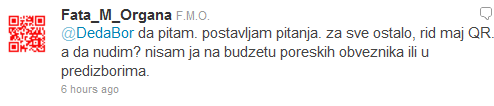 Fata_M_Organa F.M.O.
@DedaBor da pitam. postavljam pitanja. za sve ostalo, rid maj QR.
a da nudim? nisam ja na budzetu poreskih obveznika ili u
predizborima.
6 hours ago